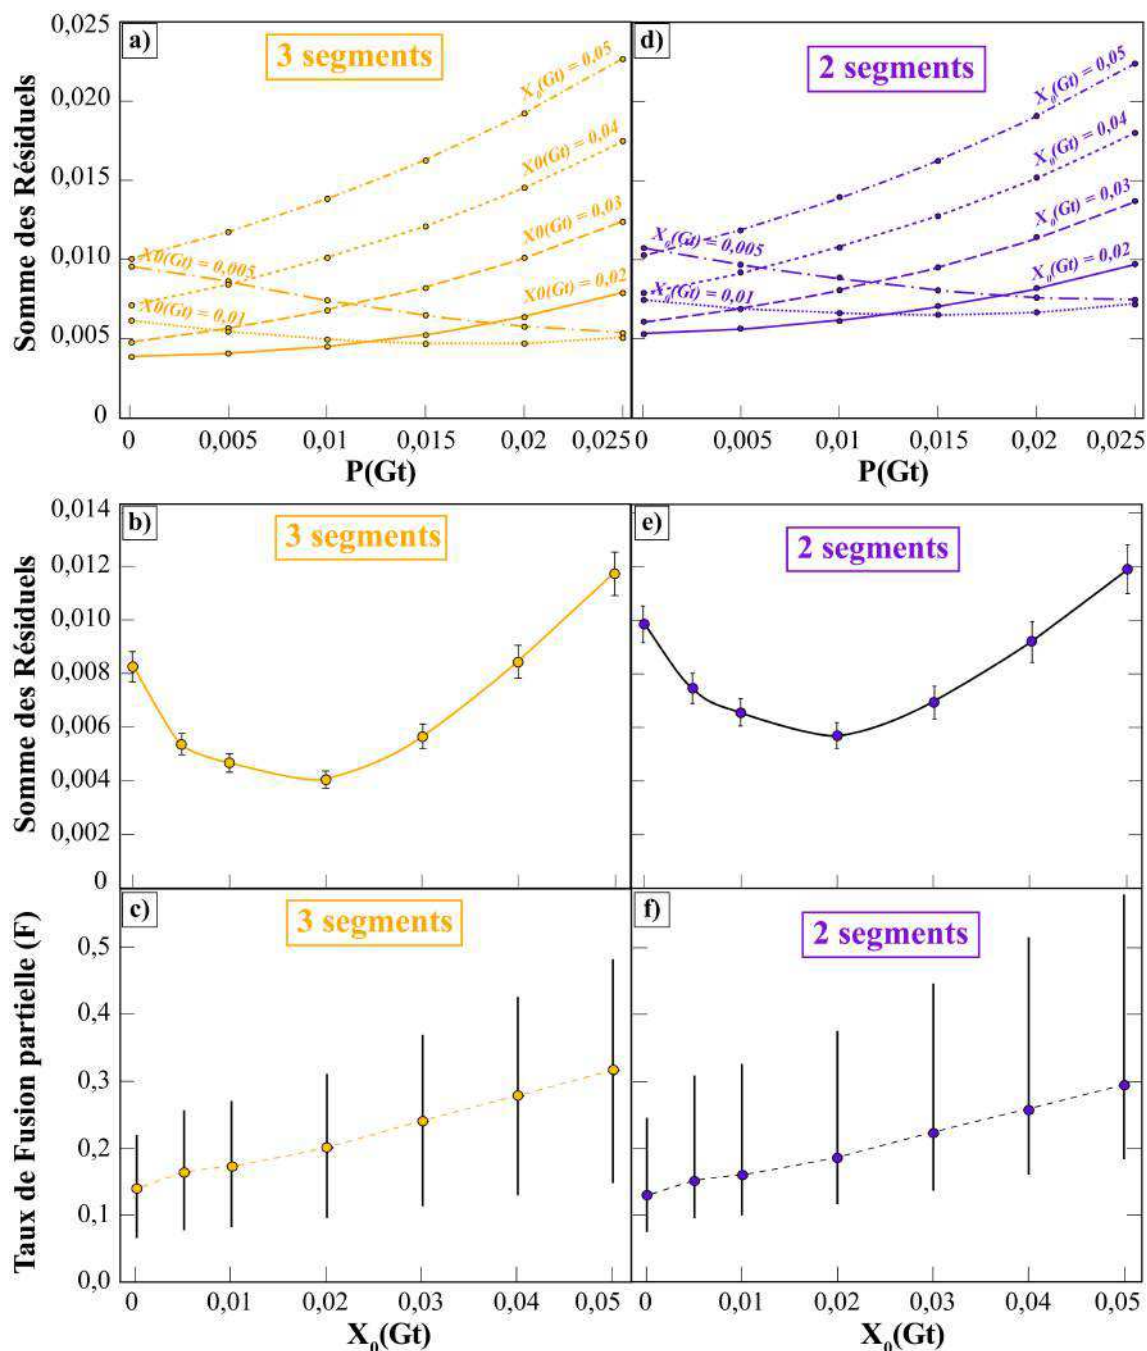 a)
3 segments
Somme des Résiduels
0,025
0,020
0,015
0,010
0,005
0
X₀(Gt) = 0,05
X0(Gt) = 0,04
X0(Gt) = 0,03
X0(Gt) = 0,02
X0(Gt) = 0,005
X0(Gt) = 0,01
0 0,005 0,01 0,015 0,02 0,025
P(Gt)
d)
2 segments
X₀(Gt) = 0,05
X₀(Gt) = 0,04
X₀(Gt) = 0,03
X₀(Gt) = 0,02
X₀(Gt) = 0,005
X₀(Gt) = 0,01
0 0,005 0,01 0,015 0,02 0,025
P(Gt)
b)
3 segments
Somme des Résiduels
0,014
0,012
0,010
0,008
0,006
0,004
0,002
0
e)
2 segments
c)
3 segments
Taux de Fusion partielle (F)
0,5
0,4
0,3
0,2
0,1
0,0
0 0,01 0,02 0,03 0,04 0,05
X₀(Gt)
f)
2 segments
0 0,01 0,02 0,03 0,04 0,05
X₀(Gt)